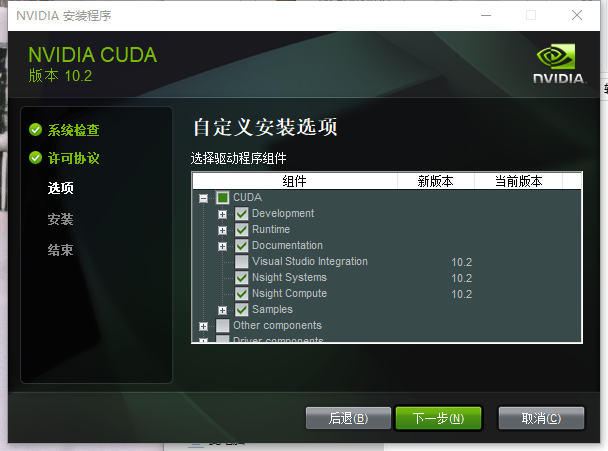 NVIDIA 安装程序
NVIDIA CUDA
版本 10.2
NVIDIA.
系统检查
许可协议
选项
安装
结束
自定义安装选项
选择驱动程序组件
组件 新版本 当前版本
CUDA
Development
Runtime
Documentation
Visual Studio Integration 10.2
Nsight Systems 10.2
Nsight Compute 10.2
Samples
Other components
Driver components
后退(B) 下一步(N) 取消(C)